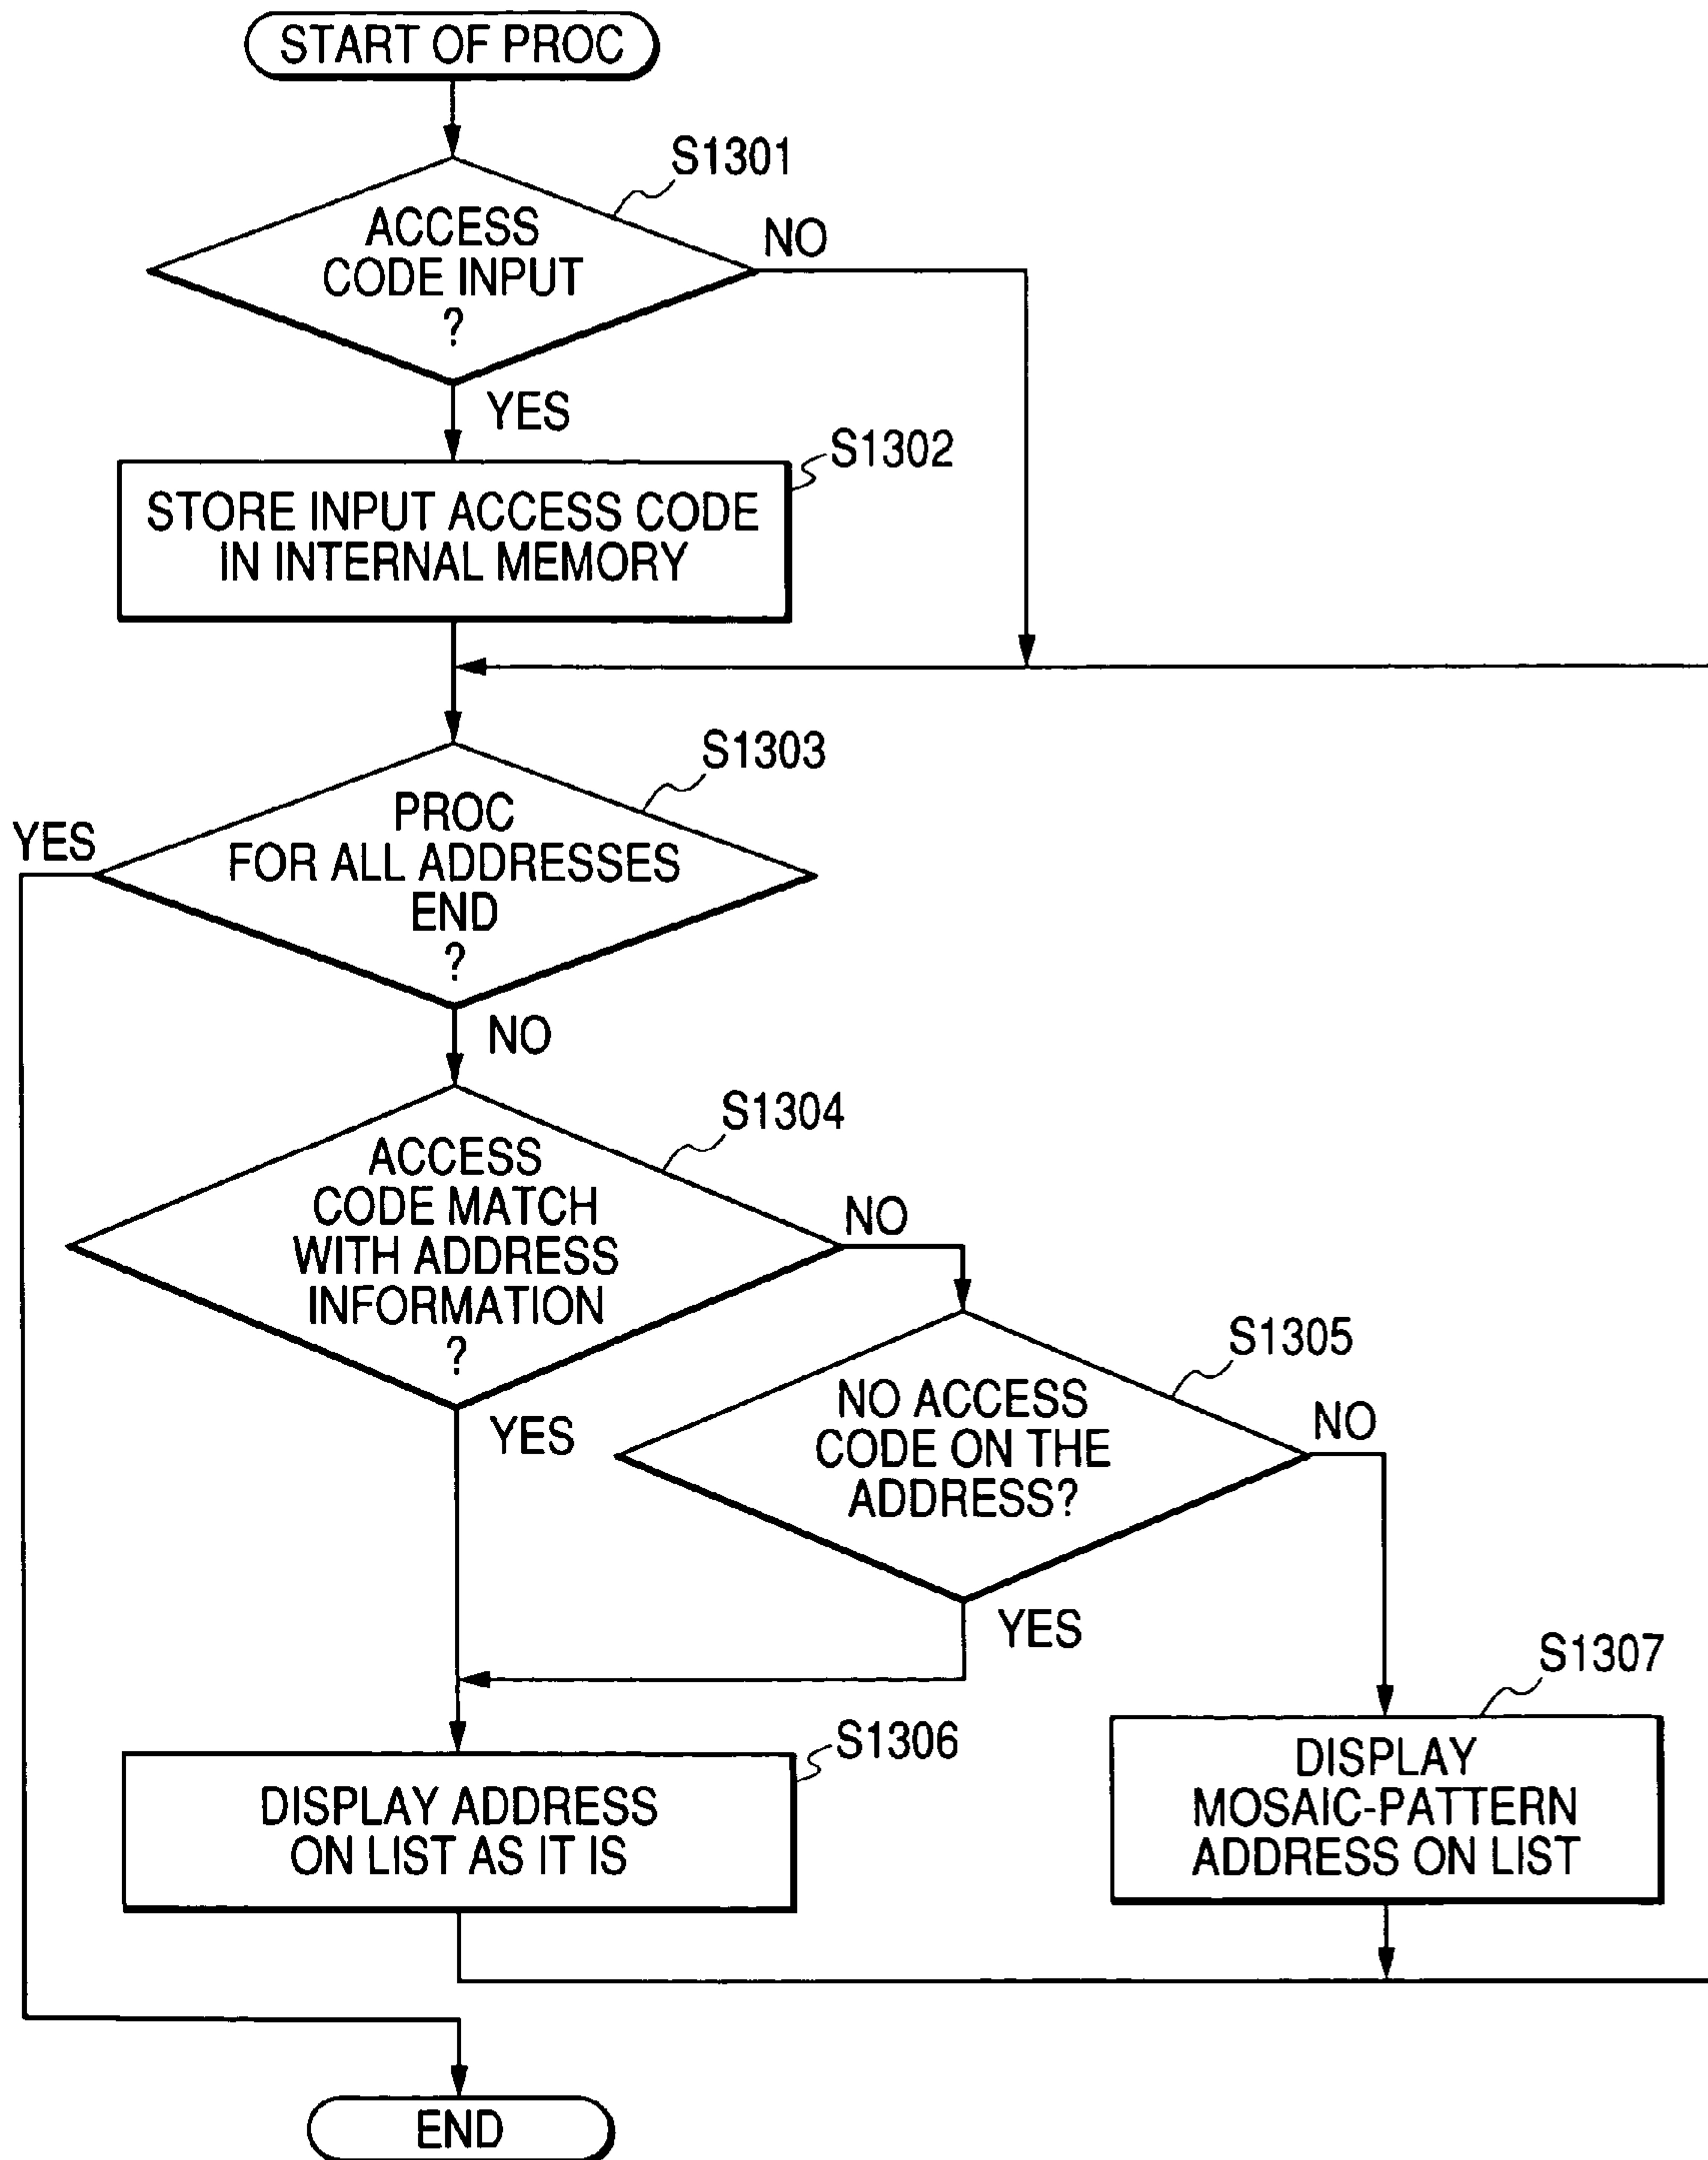 START OF PROC
S1301
ACCESS
CODE INPUT
?
NO
YES
S1302
STORE INPUT ACCESS CODE
IN INTERNAL MEMORY
S1303
PROC
FOR ALL ADDRESSES
END
?
YES
NO
S1304
ACCESS
CODE MATCH
WITH ADDRESS
INFORMATION
?
NO
YES
S1305
NO ACCESS
CODE ON THE
ADDRESS?
NO
YES
S1306
DISPLAY ADDRESS
ON LIST AS IT IS
S1307
DISPLAY
MOSAIC-PATTERN
ADDRESS ON LIST
END